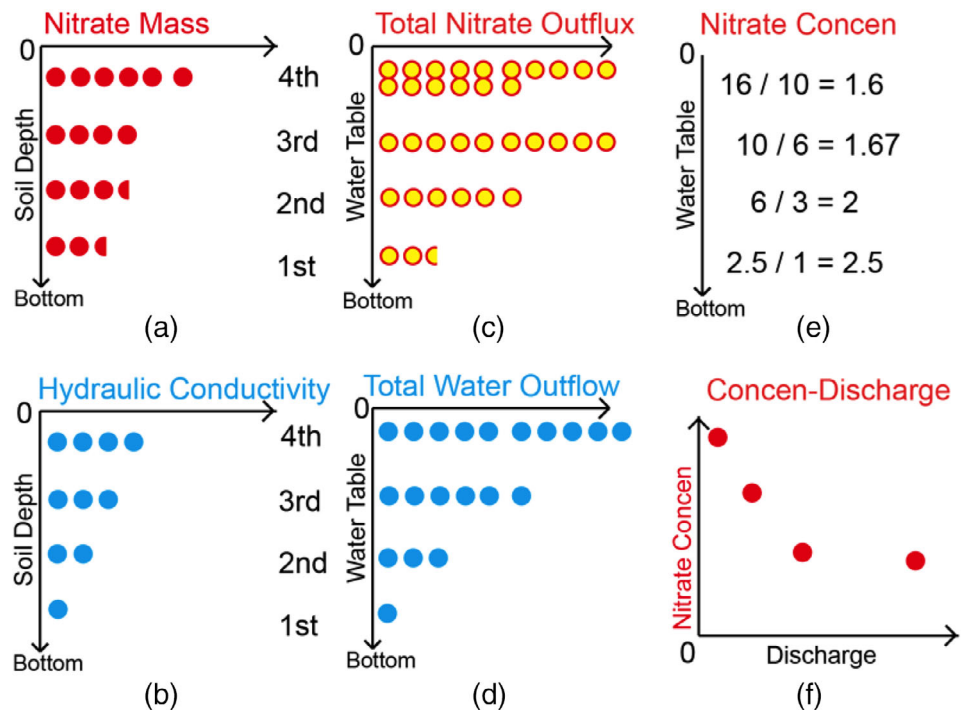 Nitrate Mass
0
Soil Depth
Bottom
(a)
4th
3rd
2nd
1st
Total Nitrate Outflux
0
Water Table
Bottom
(c)
Nitrate Concen
0
Water Table
16 / 10 = 1.6
10 / 6 = 1.67
6 / 3 = 2
2.5 / 1 = 2.5
Bottom
(e)
Hydraulic Conductivity
0
Soil Depth
Bottom
(b)
4th
3rd
2nd
1st
Total Water Outflow
0
Water Table
Bottom
(d)
Concen-Discharge
Nitrate Concen
0
Discharge
(f)